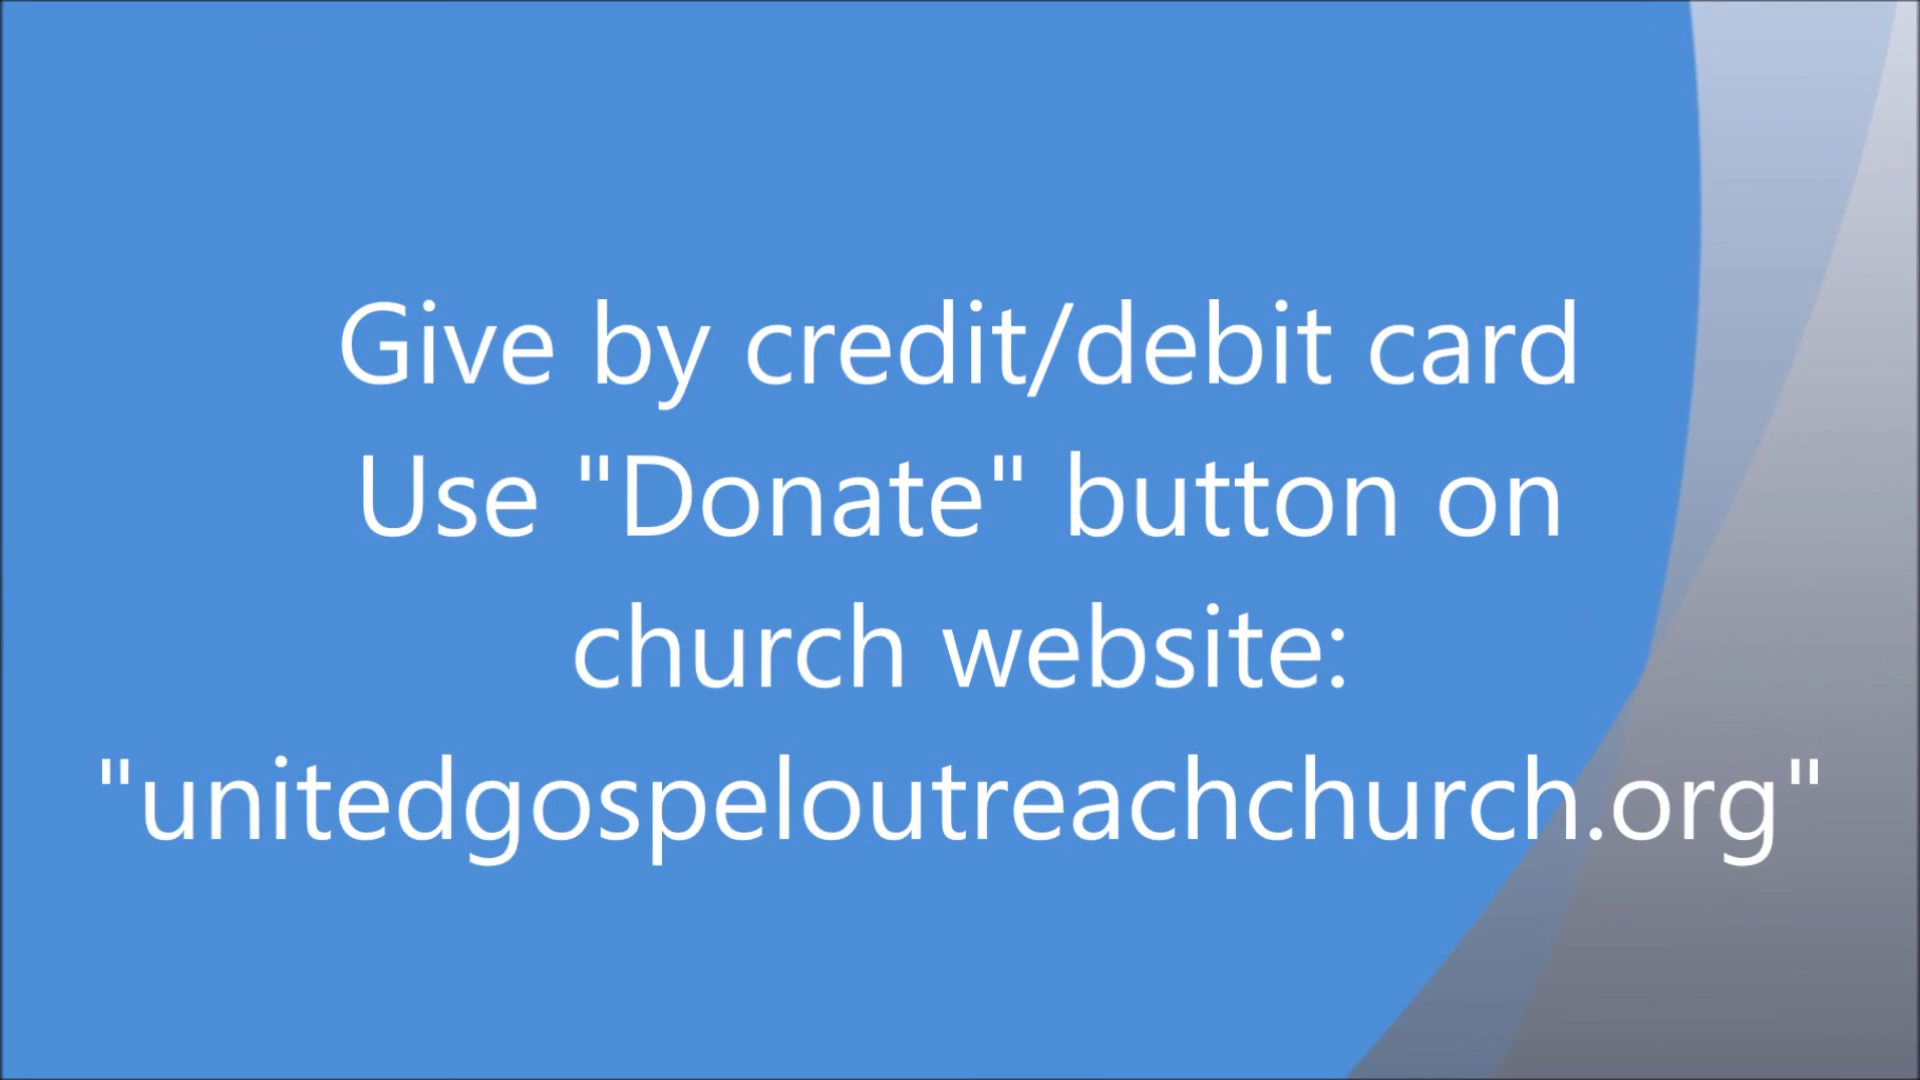 Give by credit/debit card
Use "Donate" button on
church website:
"unitedgospeloutreachchurch.org"